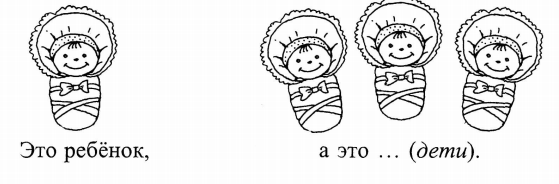 Это ребёнок, а это … (дети).